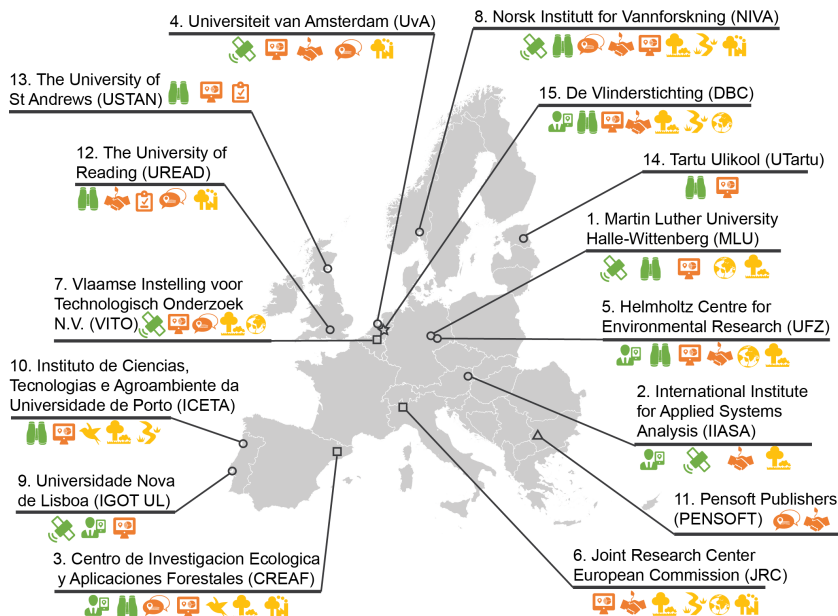 4. Universiteit van Amsterdam (UvA)
8. Norsk Institutt for Vannforskning (NIVA)
13. The University of
St Andrews (USTAN)
15. De Vlinderstichting (DBC)
12. The University of
Reading (UREAD)
14. Tartu Ulikool (UTartu)
1. Martin Luther University
Halle-Wittenberg (MLU)
7. Vlaamse Instelling voor
Technologisch Onderzoek
N.V. (VITO)
5. Helmholtz Centre for
Environmental Research (UFZ)
10. Instituto de Ciencias,
Tecnologias e Agroambiente da
Universidade de Porto (ICETA)
2. International Institute
for Applied Systems
Analysis (IIASA)
9. Universidade Nova
de Lisboa (IGOT UL)
11. Pensoft Publishers
(PENSOFT)
3. Centro de Investigacion Ecologica
y Aplicaciones Forestales (CREAF)
6. Joint Research Center
European Commission (JRC)